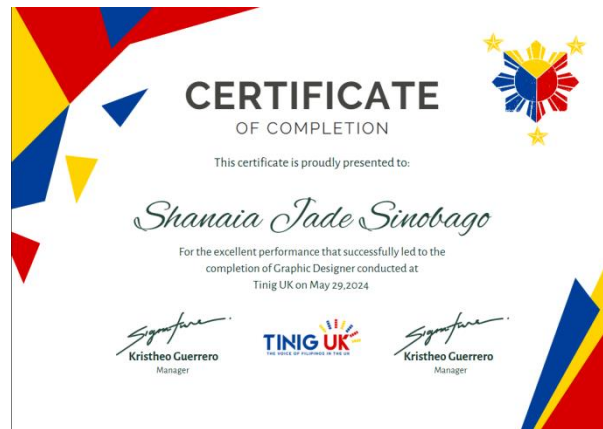 CERTIFICATE
OF COMPLETION
This certificate is proudly presented to:
Shanaia Jade Sinobago
For the excellent performance that successfully led to the
completion of Graphic Designer conducted at
Tinig UK on May 29,2024
Signature
Kristheo Guerrero
Manager
TINIG UK
THE VOICE OF FILIPINOS IN THE UK
Signature
Kristheo Guerrero
Manager